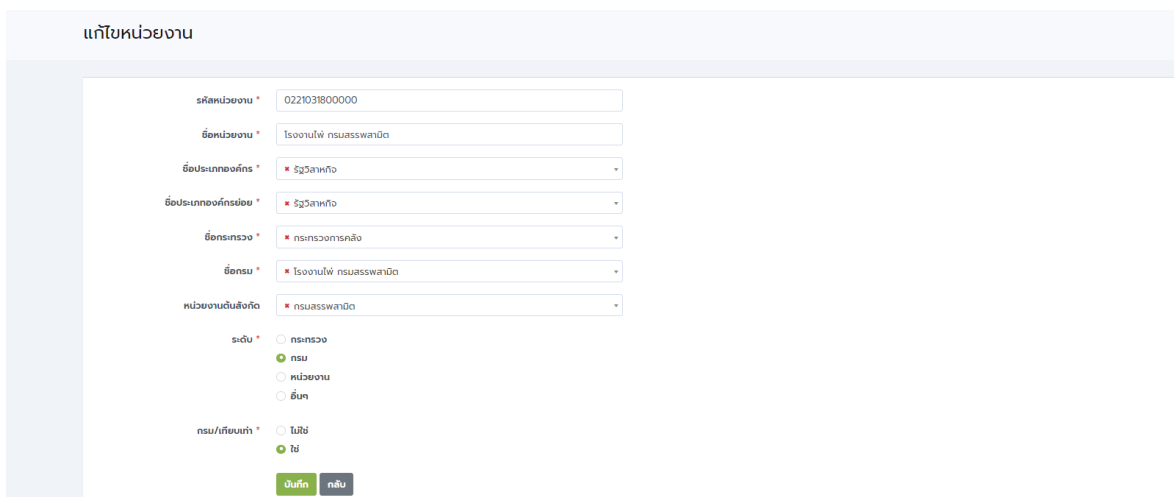 แก้ไขหน่วยงาน
รหัสหน่วยงาน * 0221031800000
ชื่อหน่วยงาน * โรงงานไพ่ กรมสรรพสามิต
ชื่อประเภทองค์กร * × รัฐวิสาหกิจ
ชื่อประเภทองค์กรย่อย * × รัฐวิสาหกิจ
ชื่อกระทรวง * × กระทรวงการคลัง
ชื่อกรม * × โรงงานไพ่ กรมสรรพสามิต
หน่วยงานต้นสังกัด × กรมสรรพสามิต
ระดับ * กระทรวง
กรม
หน่วยงาน
อื่นๆ
กรม/เทียบเท่า * ไม่ใช่
ใช่
บันทึก กลับ